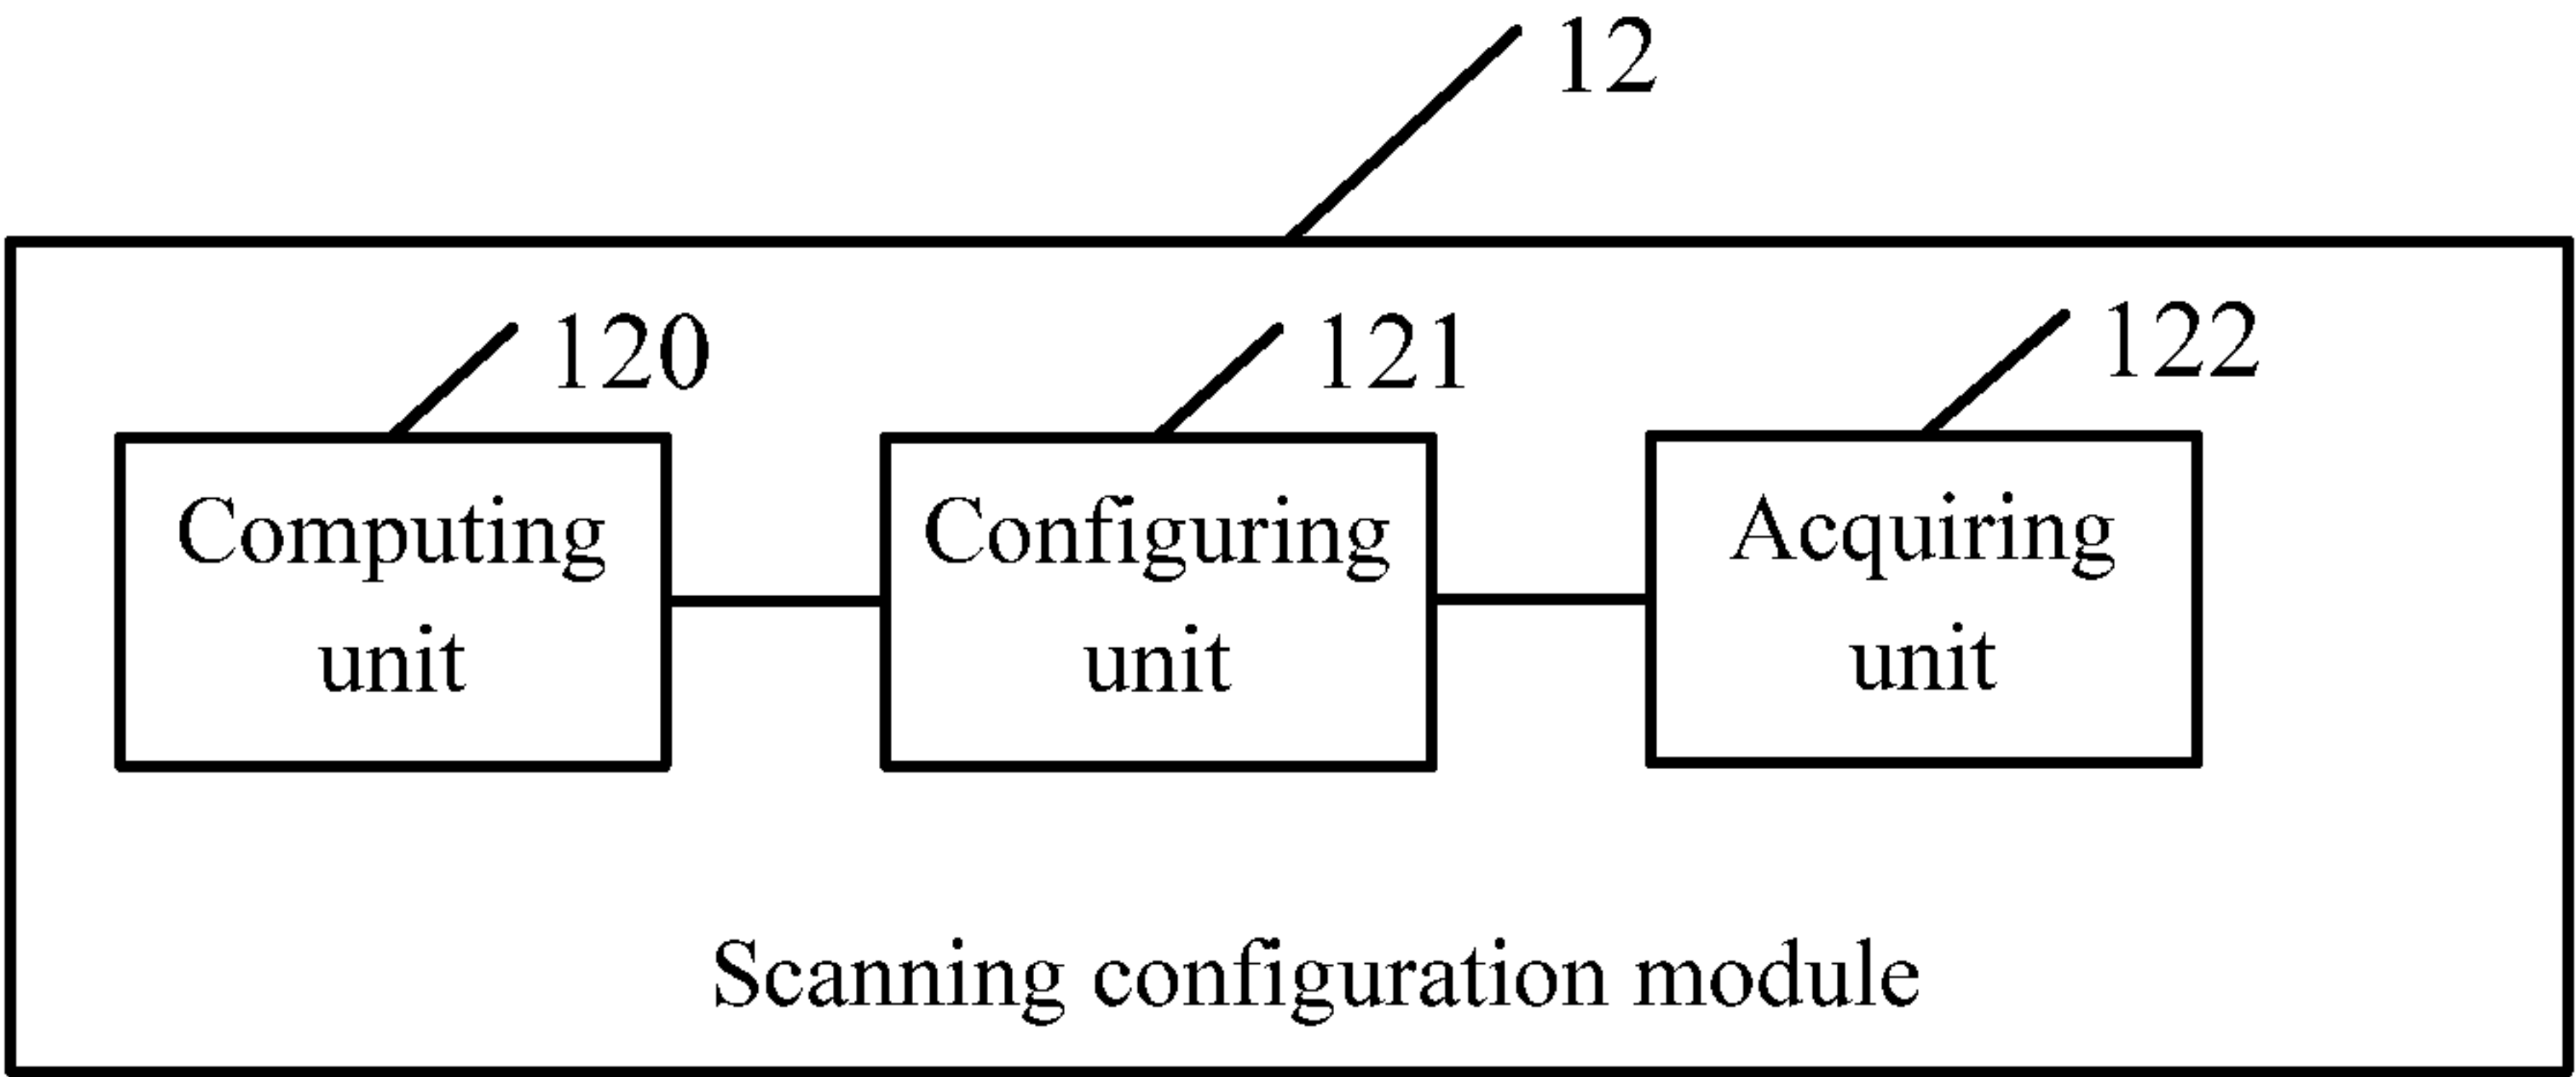 12
120
121
122
Computing
unit
Configuring
unit
Acquiring
unit
Scanning configuration module